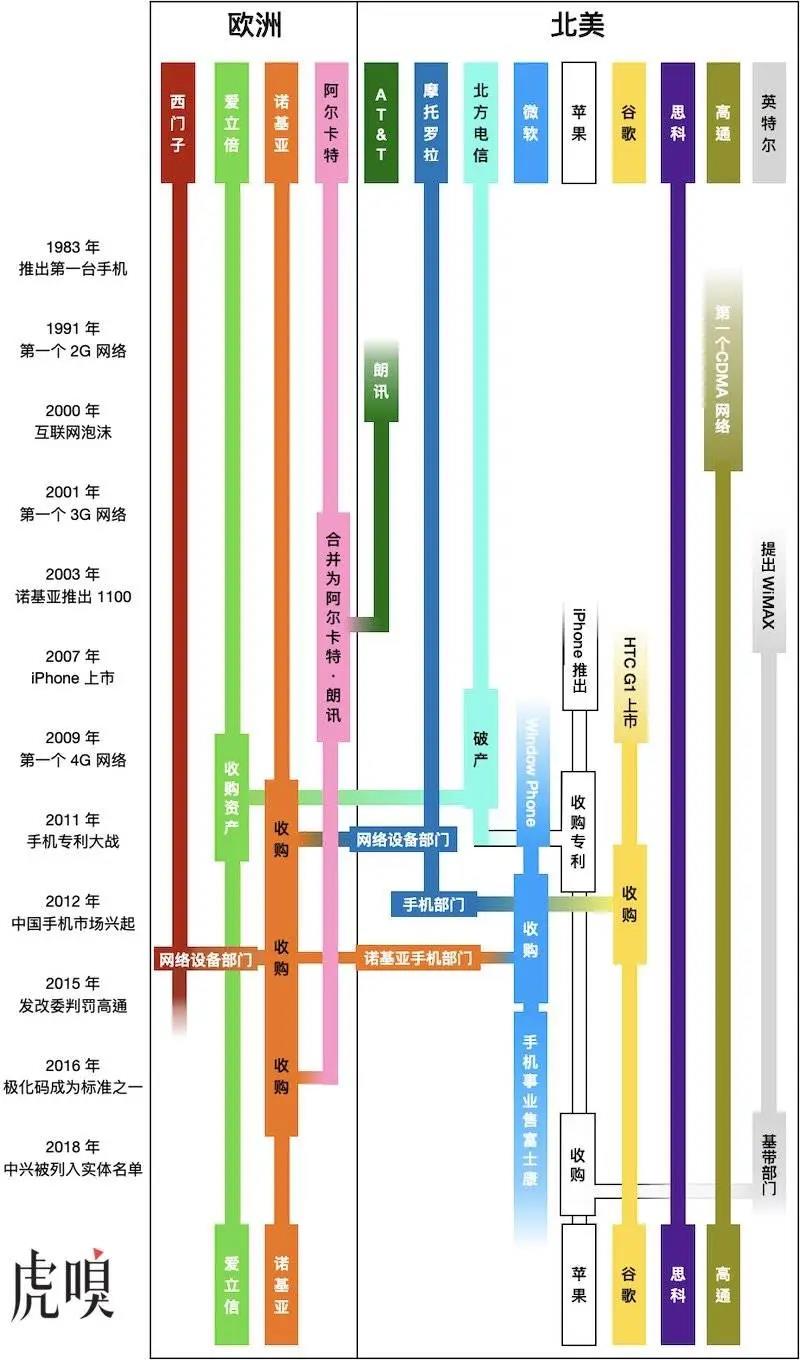 欧洲
北美
西门子
爱立倍
诺基亚
阿尔卡特
AT&T
摩托罗拉
北方电信
微软
苹果
谷歌
思科
高通
英特尔
1983 年
推出第一台手机
1991 年
第一个 2G 网络
2000 年
互联网泡沫
2001 年
第一个 3G 网络
2003 年
诺基亚推出 1100
2007 年
iPhone 上市
2009 年
第一个 4G 网络
2011 年
手机专利大战
2012 年
中国手机市场兴起
2015 年
发改委判罚高通
2016 年
极化码成为标准之一
2018 年
中兴被列入实体名单
第一个CDMA 网络
朗讯
合并为阿尔卡特·朗讯
提出 WiMAX
iPhone 推出
HTC G1 上市
破产
Window Phone
收购资产
收购
网络设备部门
收购专利
手机部门
收购
收购
网络设备部门
收购
诺基亚手机部门
手机事业售富士康
收购
收购
基带部门
爱立信
诺基亚
苹果
谷歌
思科
高通
虎嗅